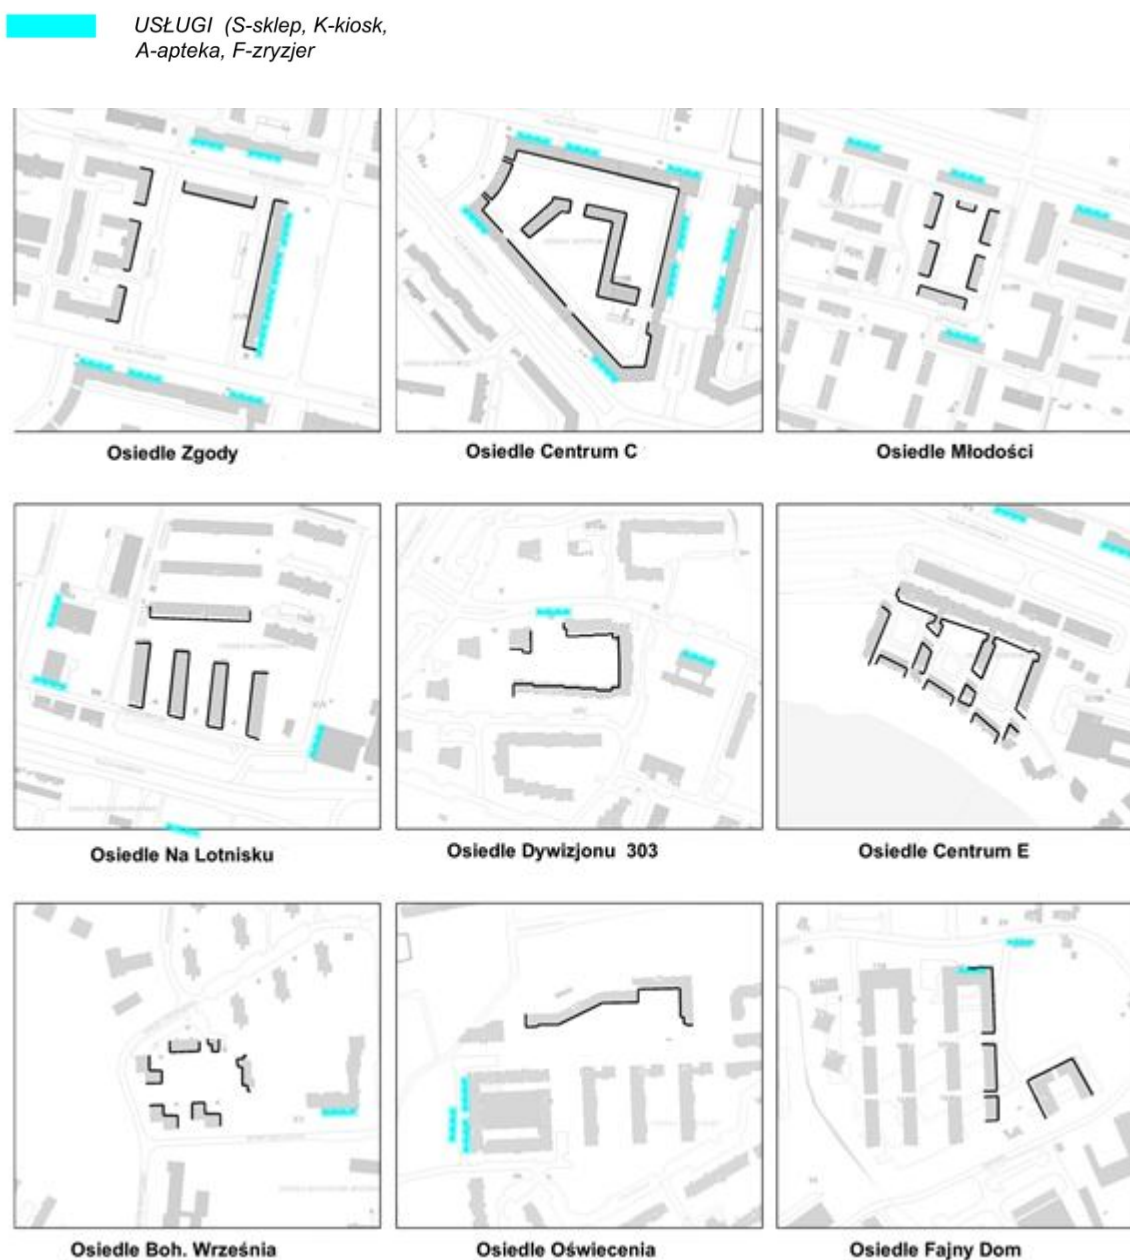 USŁUGI (S-sklep, K-kiosk,
A-apteka, F-zryzjer
Osiedle Zgody
Osiedle Centrum C
Osiedle Młodości
Osiedle Na Lotnisku
Osiedle Dywizjonu 303
Osiedle Centrum E
Osiedle Boh. Września
Osiedle Oświecenia
Osiedle Fajny Dom